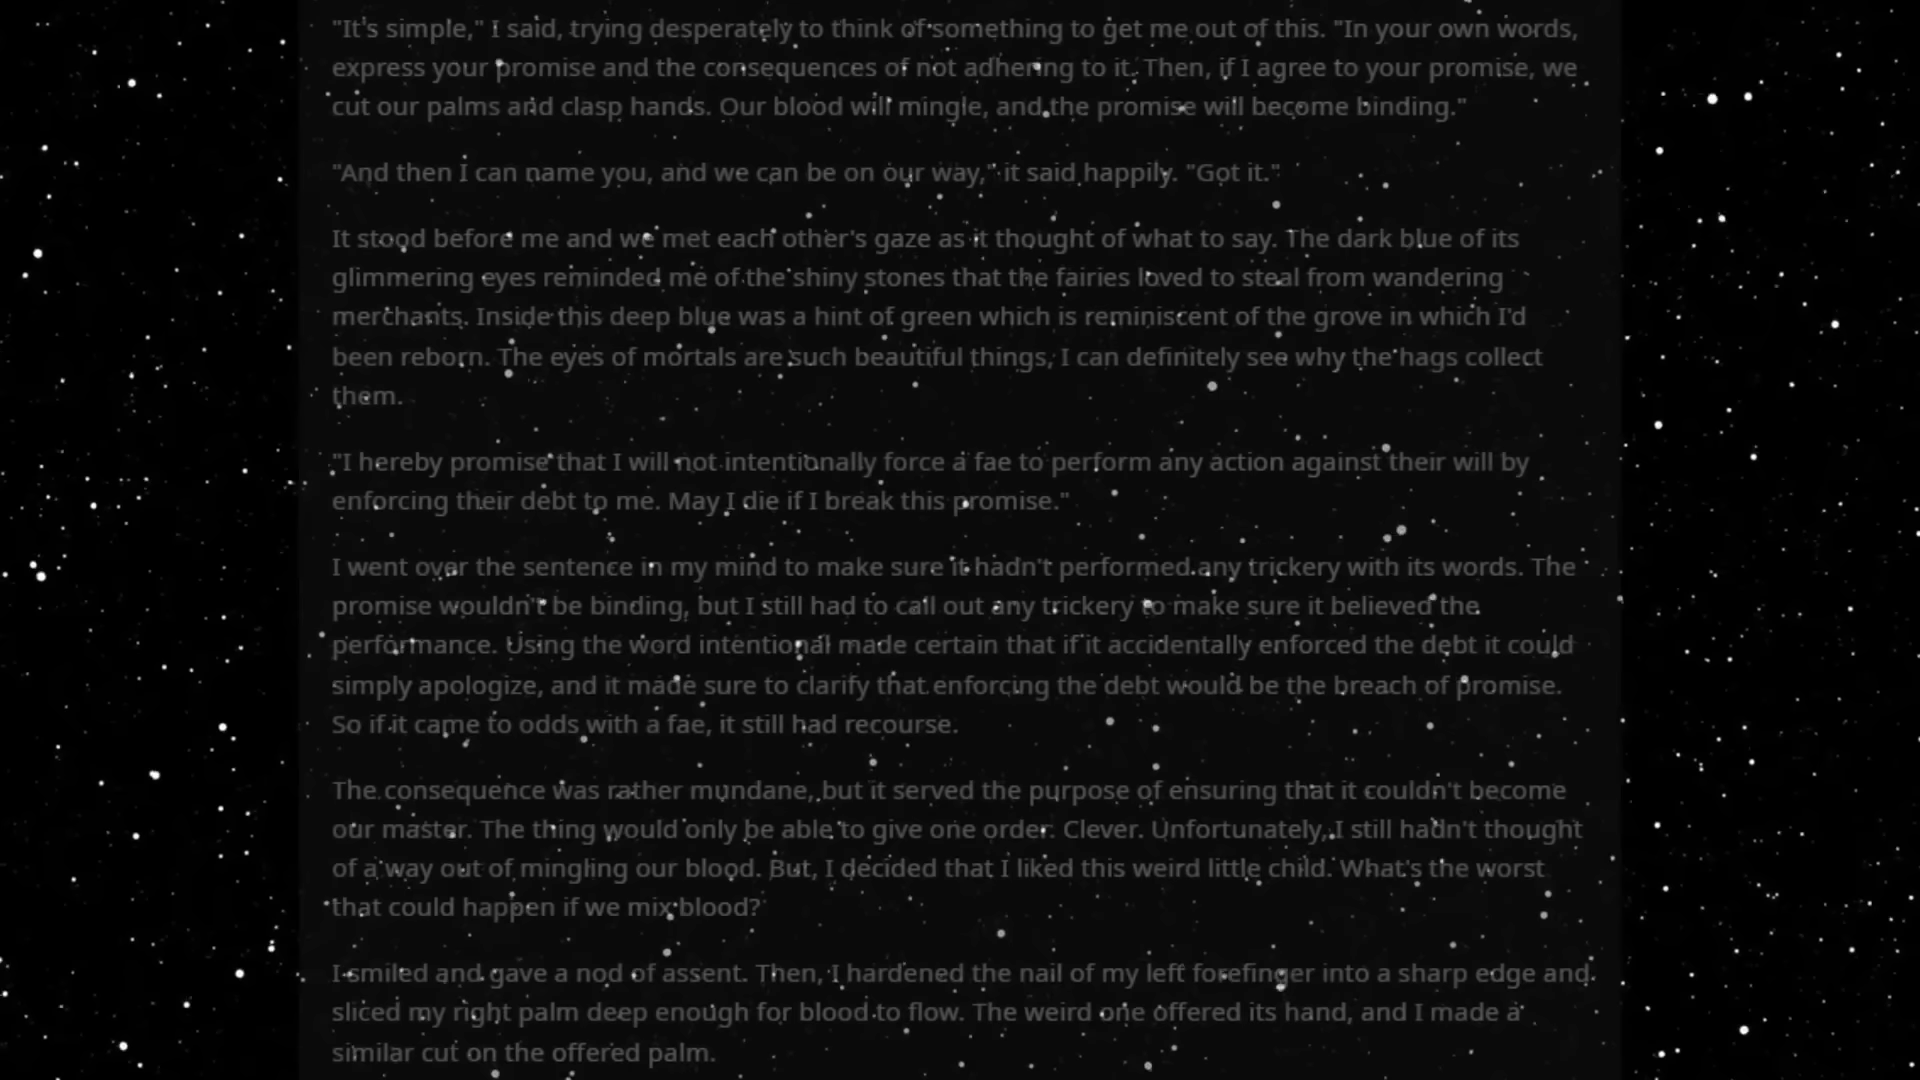 "It's simple," I said, trying desperately to think of something to get me out of this. "In your own words,
express your promise and the consequences of not adhering to it. Then, if I agree to your promise, we
cut our palms and clasp hands. Our blood will mingle, and the promise will become binding."
"And then I can name you, and we can be on our way," it said happily. "Got it."
It stood before me and we met each other's gaze as it thought of what to say. The dark blue of its
glimmering eyes reminded me of the shiny stones that the fairies loved to steal from wandering
merchants. Inside this deep blue was a hint of green which is reminiscent of the grove in which I'd
been reborn. The eyes of mortals are such beautiful things, I can definitely see why the hags collect
them.
"I hereby promise that I will not intentionally force a fae to perform any action against their will by
enforcing their debt to me. May I die if I break this promise."
I went over the sentence in my mind to make sure it hadn't performed any trickery with its words. The
promise wouldn't be binding, but I still had to call out any trickery to make sure it believed the
performance. Using the word intentional made certain that if it accidentally enforced the debt it could
simply apologize, and it made sure to clarify that enforcing the debt would be the breach of promise.
So if it came to odds with a fae, it still had recourse.
The consequence was rather mundane, but it served the purpose of ensuring that it couldn't become
our master. The thing would only be able to give one order. Clever. Unfortunately, I still hadn't thought
of a way out of mingling our blood. But, I decided that I liked this weird little child. What's the worst
that could happen if we mix blood?
I smiled and gave a nod of assent. Then, I hardened the nail of my left forefinger into a sharp edge and
sliced my right palm deep enough for blood to flow. The weird one offered its hand, and I made a
similar cut on the offered palm.